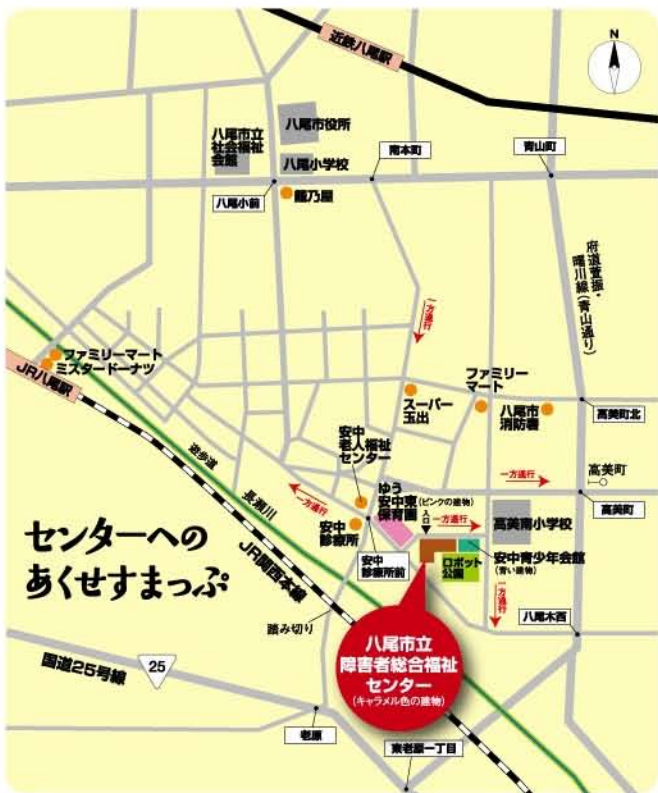 近鉄八尾駅
N
八尾市役所
八尾市立
社会福祉
会館
八尾小学校
南本町
青山町
八尾小前
龍乃屋
府道萱振・
曙川線(青山通り)
一方通行
ファミリーマート
ミスタードーナツ
JR八尾駅
ファミリー
マート
スーパー
玉出
八尾市
消防署
高美町北
安中
老人福祉
センター
遊歩道
一方通行
長瀬川
高美町
一方通行
ゆう
安中東(ピンクの建物)
保育園
入口
一方通行
高美南小学校
高美町
安中
診療所
センターへの
あくせすまっぷ
JR関西本線
安中
診療所前
ロボット
公園
安中青少年会館
(青い建物)
一方通行
八尾木西
踏み切り
八尾市立
障害者総合福祉
センター
(キャラメル色の建物)
国道25号線
25
老原
東老原一丁目